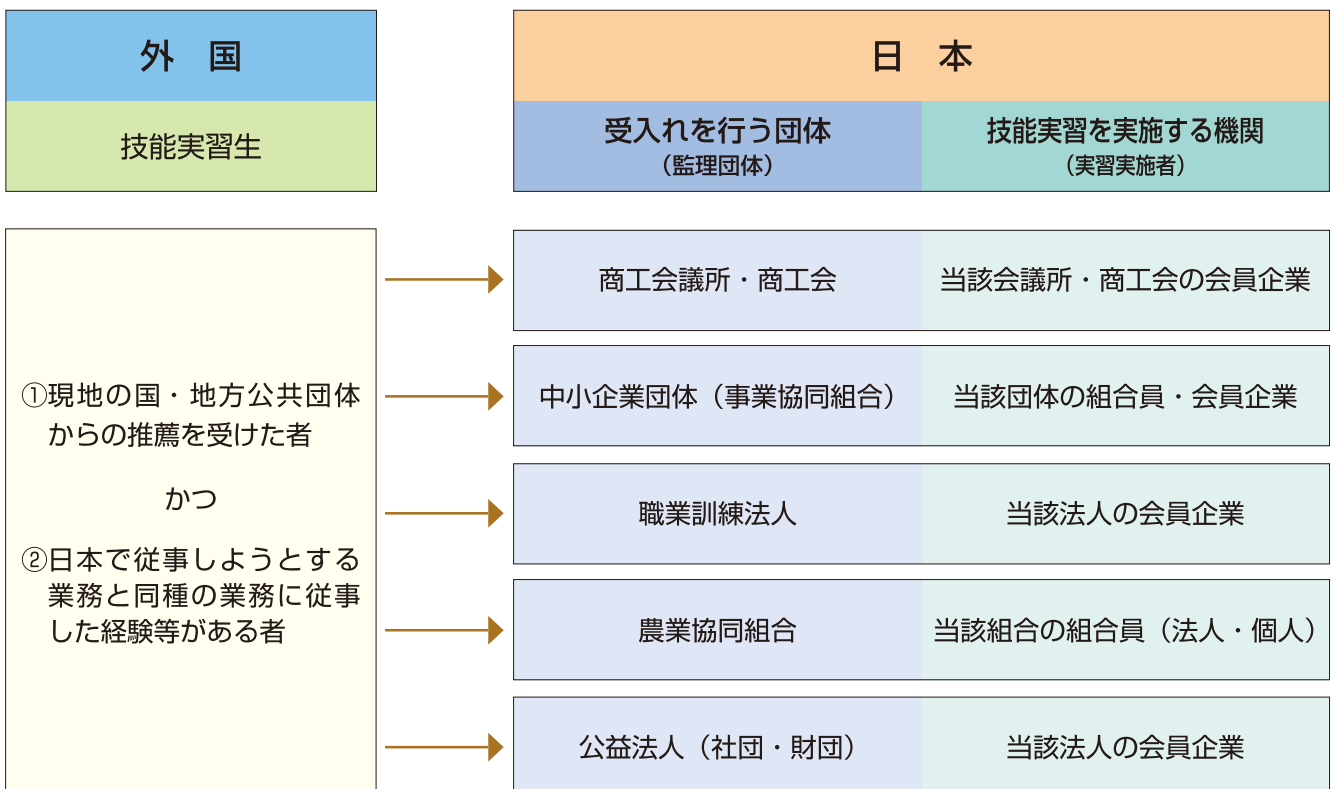 外　国
技能実習生
日　本
受入れを行う団体
（監理団体）
技能実習を実施する機関
（実習実施者）
①現地の国・地方公共団体
からの推薦を受けた者
かつ
②日本で従事しようとする
業務と同種の業務に従事
した経験等がある者
商工会議所・商工会
当該会議所・商工会の会員企業
中小企業団体（事業協同組合）
当該団体の組合員・会員企業
職業訓練法人
当該法人の会員企業
農業協同組合
当該組合の組合員（法人・個人）
公益法人（社団・財団）
当該法人の会員企業